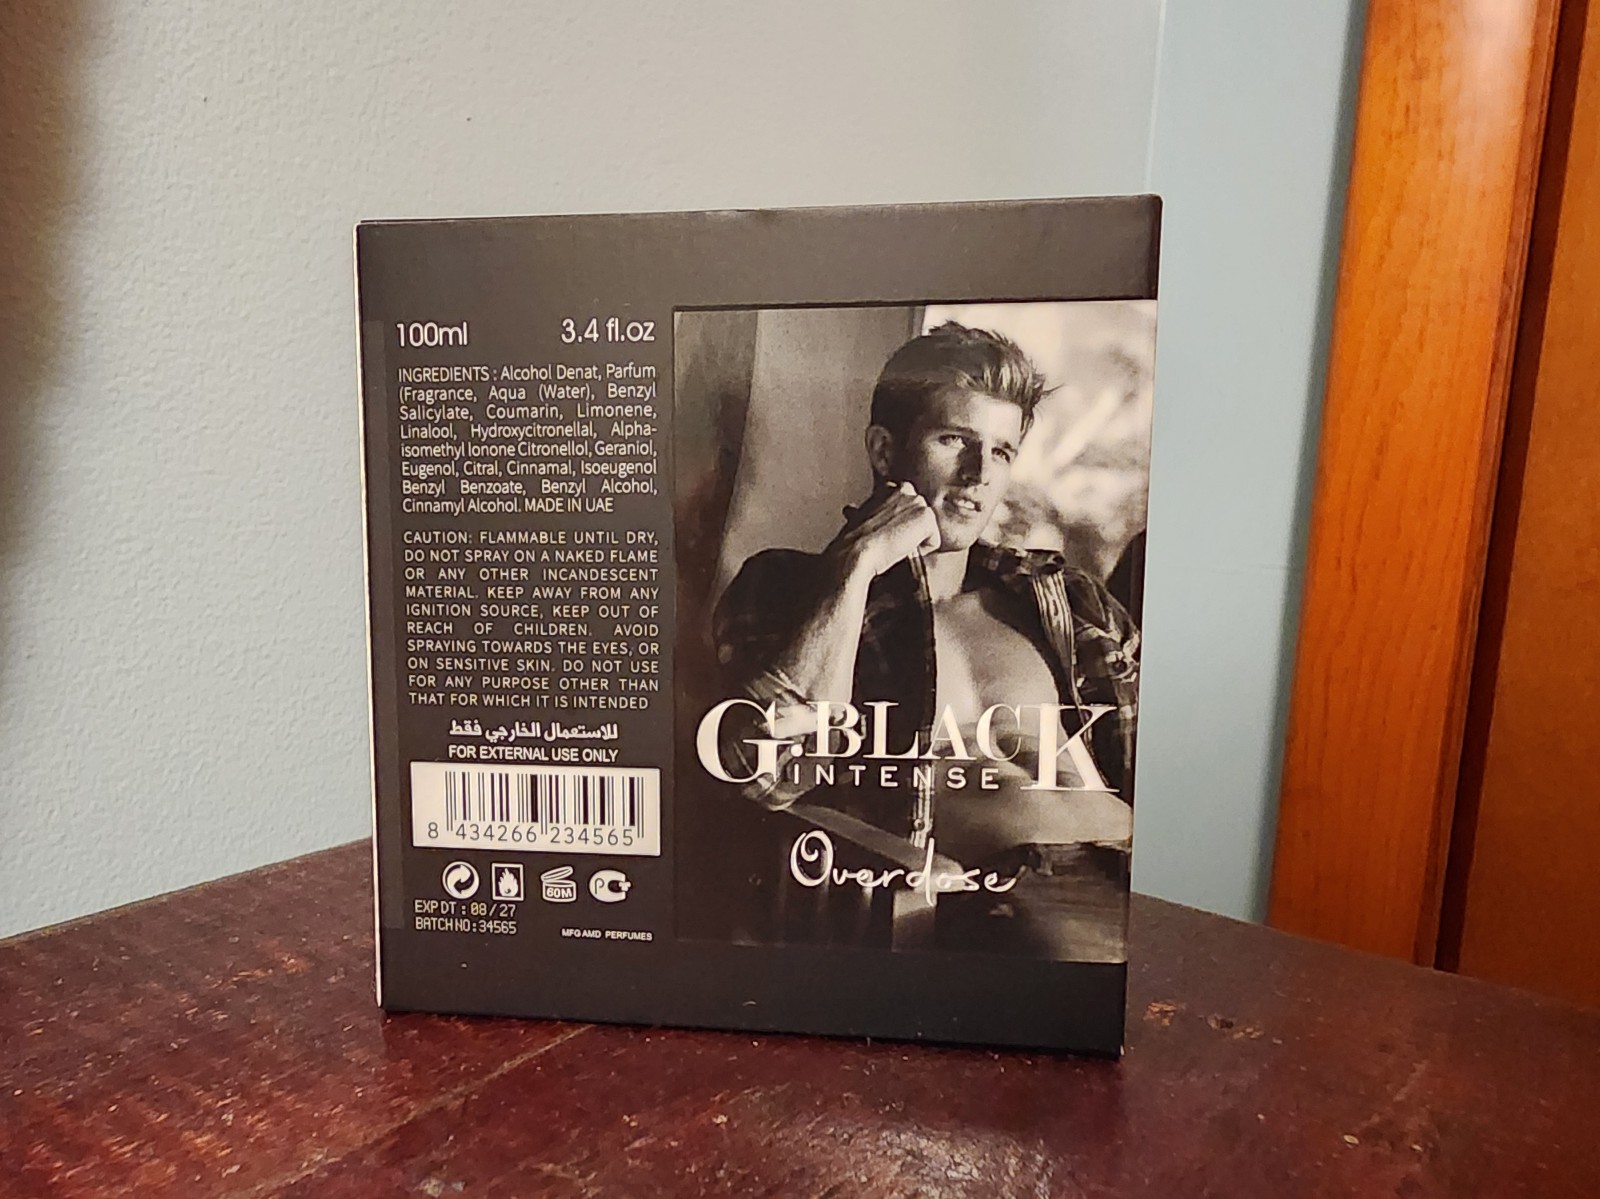 100ml 3.4 fl.oz
INGREDIENTS : Alcohol Denat, Parfum
(Fragrance, Aqua (Water), Benzyl
Salicylate, Coumarin, Limonene,
Linalool, Hydroxycitronellal, Alpha-
isomethyl Ionone Citronellol, Geraniol,
Eugenol, Citral, Cinnamal, Isoeugenol
Benzyl Benzoate, Benzyl Alcohol,
Cinnamyl Alcohol. MADE IN UAE
CAUTION: FLAMMABLE UNTIL DRY,
DO NOT SPRAY ON A NAKED FLAME
OR ANY OTHER INCANDESCENT
MATERIAL. KEEP AWAY FROM ANY
IGNITION SOURCE, KEEP OUT OF
REACH OF CHILDREN. AVOID
SPRAYING TOWARDS THE EYES, OR
ON SENSITIVE SKIN. DO NOT USE
FOR ANY PURPOSE OTHER THAN
THAT FOR WHICH IT IS INTENDED
للاستعمال الخارجي فقط
FOR EXTERNAL USE ONLY
8 434266 234565
60M
EXP DT : 08/27
BATCH NO : 34565
MFG AMD PERFUMES
G.BLACK
INTENSE
Overdose